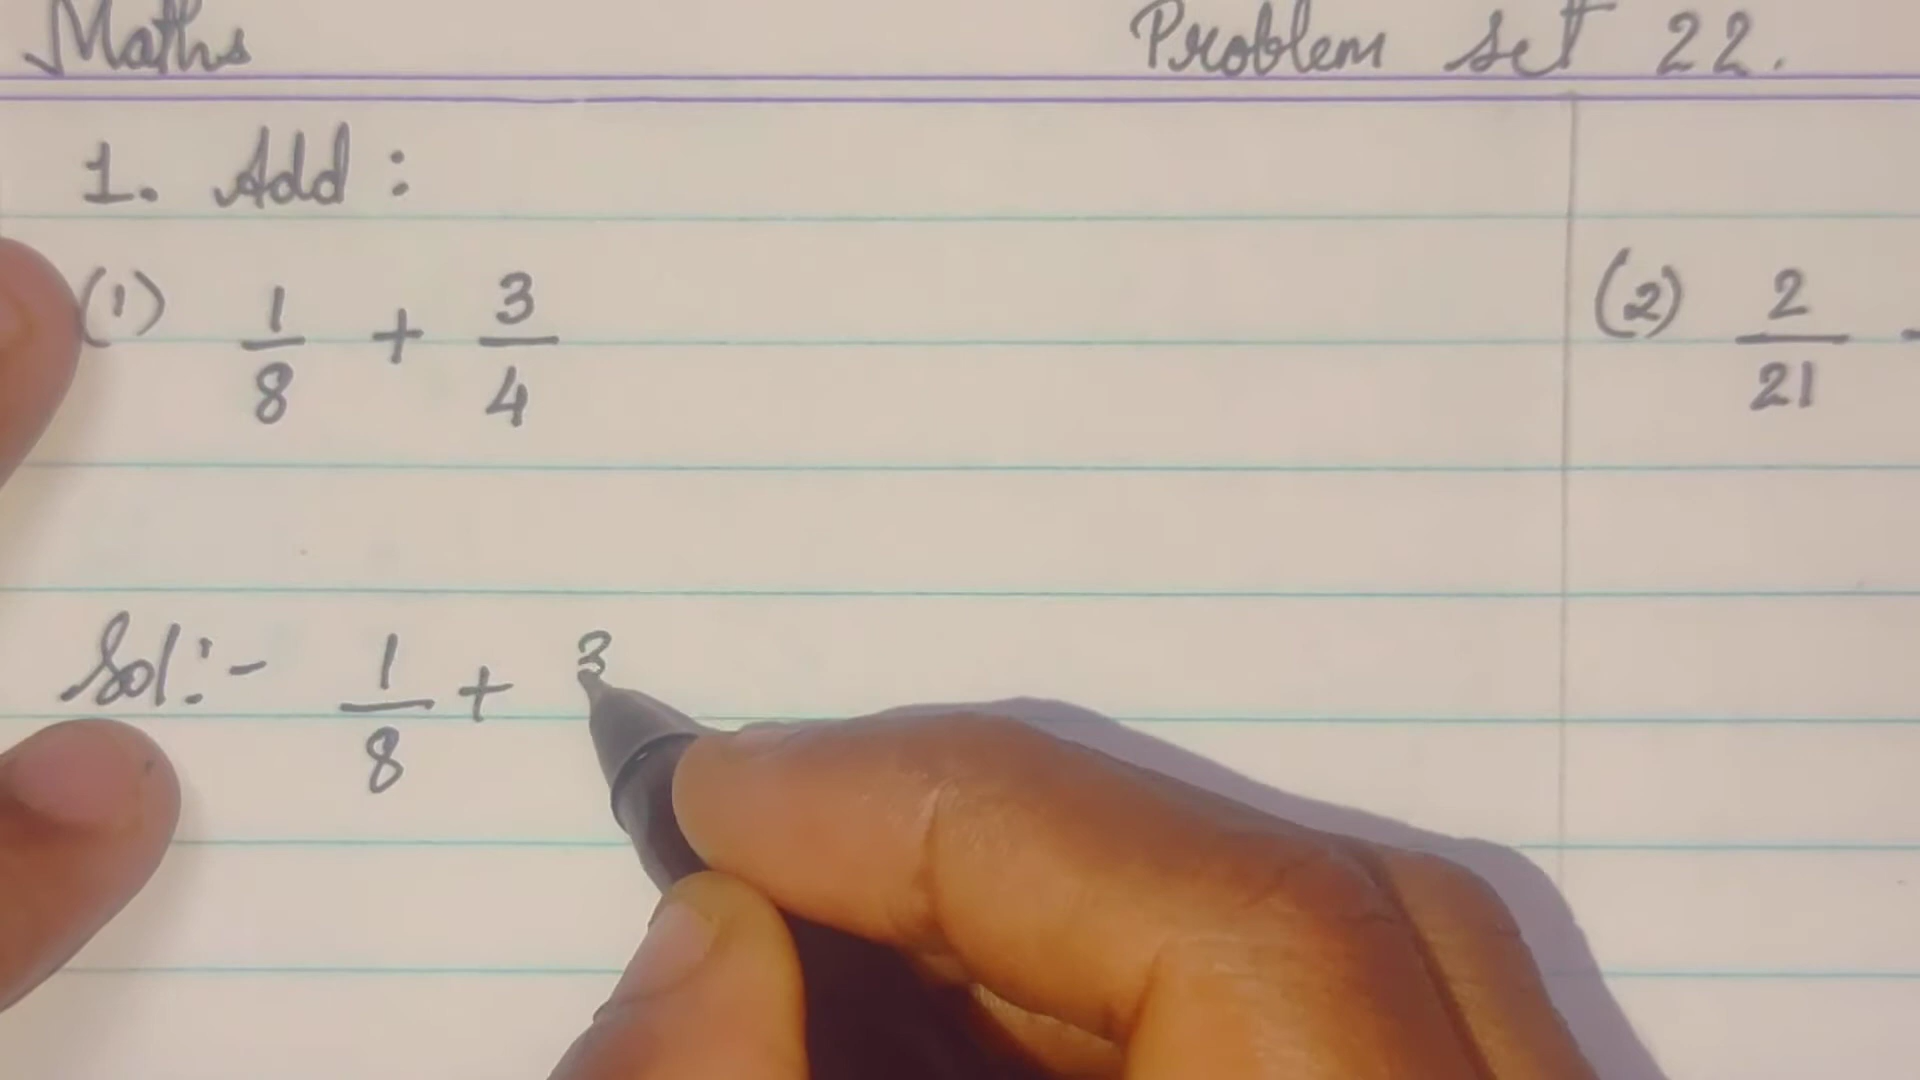 Maths Problem set 22.
1. Add :
(1) 1/8 + 3/4
(2) 2/21
Sol:- 1/8 + 3